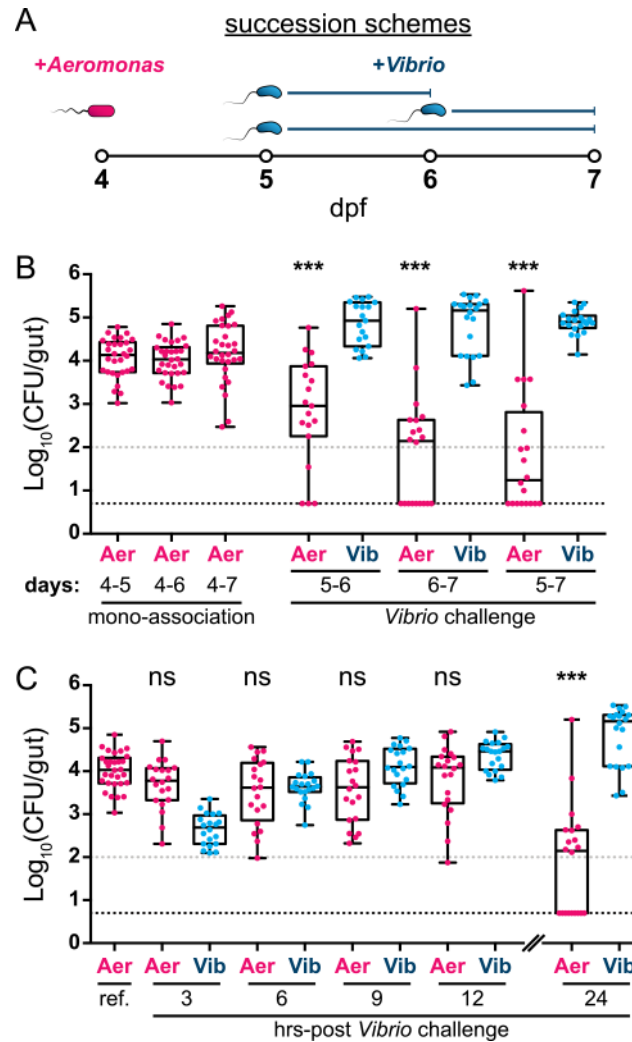 A
succession schemes
+Aeromonas +Vibrio
4 5 6 7
dpf
B
*** *** ***
6
5
4
3
2
1
0
Log10(CFU/gut)
Aer Aer Aer Aer Vib Aer Vib Aer Vib
days: 4-5 4-6 4-7 5-6 6-7 5-7
mono-association Vibrio challenge
C
ns ns ns ns ***
6
5
4
3
2
1
0
Log10(CFU/gut)
Aer Aer Vib Aer Vib Aer Vib Aer Vib Aer Vib
ref. 3 6 9 12 24
hrs-post Vibrio challenge